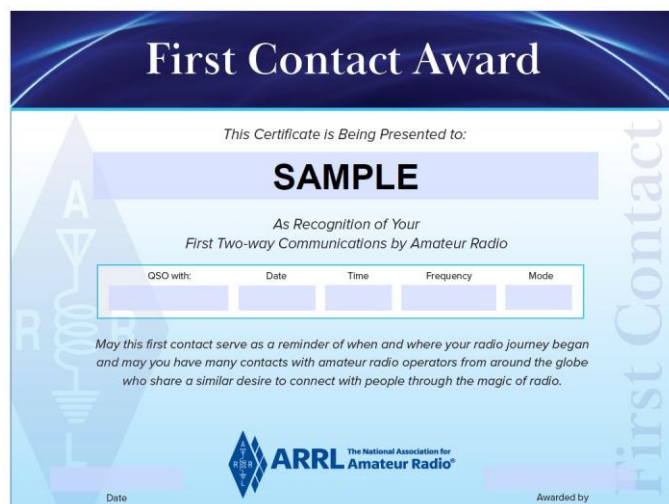 First Contact Award
This Certificate is Being Presented to:
SAMPLE
As Recognition of Your
First Two-way Communications by Amateur Radio
QSO with: Date Time Frequency Mode
May this first contact serve as a reminder of when and where your radio journey began
and may you have many contacts with amateur radio operators from around the globe
who share a similar desire to connect with people through the magic of radio.
First Contact
A
R R
L
A
R R
L
ARRL The National Association for
Amateur Radio®
Date Awarded by